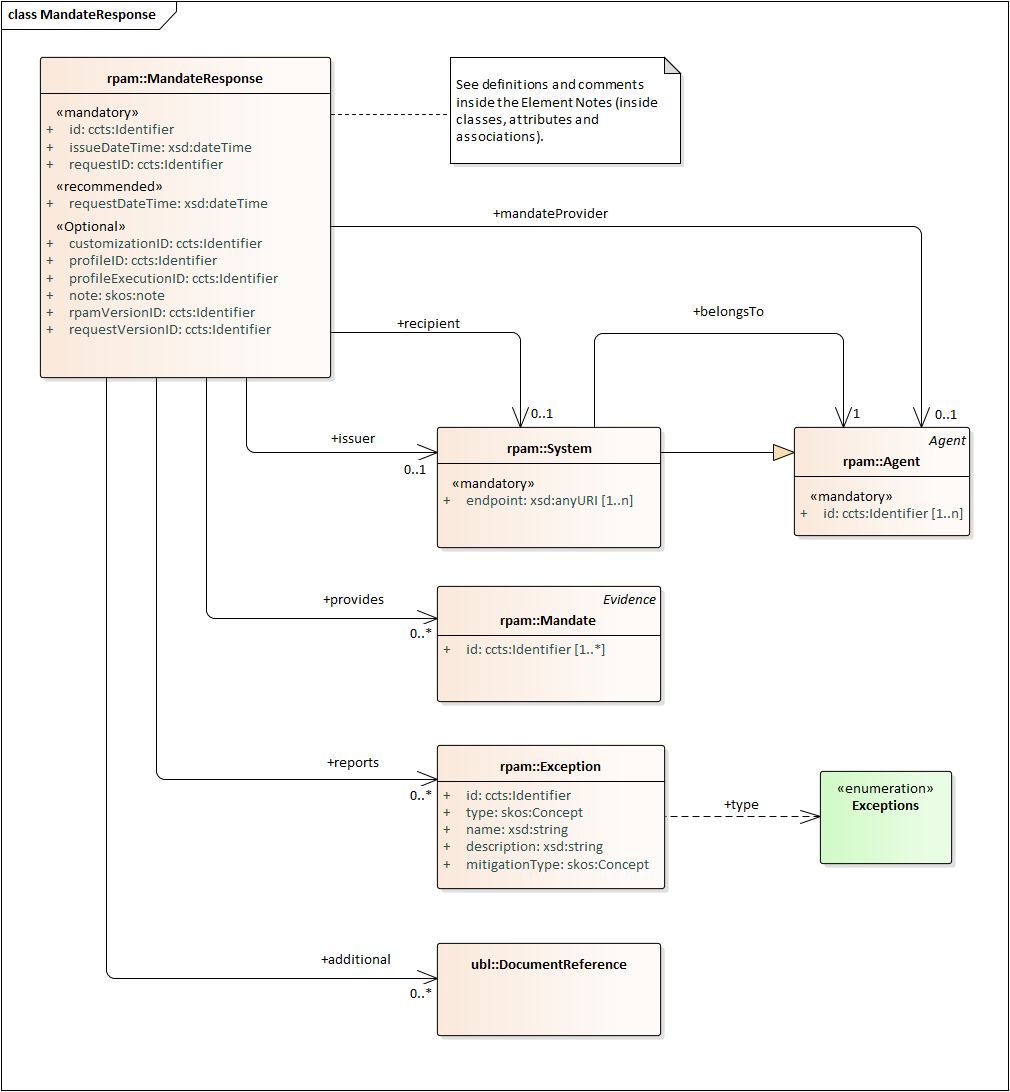 class MandateResponse
rpam::MandateResponse
«mandatory»
+ id: ccts:Identifier
+ issueDateTime: xsd:dateTime
+ requestID: ccts:Identifier
«recommended»
+ requestDateTime: xsd:dateTime
«Optional»
+ customizationID: ccts:Identifier
+ profileID: ccts:Identifier
+ profileExecutionID: ccts:Identifier
+ note: skos:note
+ rpamVersionID: ccts:Identifier
+ requestVersionID: ccts:Identifier
See definitions and comments
inside the Element Notes (inside
classes, attributes and
associations).
+mandateProvider
0..1
+recipient
0..1
+belongsTo
1
+issuer
0..1
rpam::System
«mandatory»
+ endpoint: xsd:anyURI [1..n]
Agent
rpam::Agent
«mandatory»
+ id: ccts:Identifier [1..n]
+provides
0..*
Evidence
rpam::Mandate
+ id: ccts:Identifier [1..*]
+reports
0..*
rpam::Exception
+ id: ccts:Identifier
+ type: skos:Concept
+ name: xsd:string
+ description: xsd:string
+ mitigationType: skos:Concept
+type
«enumeration»
Exceptions
+additional
0..*
ubl::DocumentReference